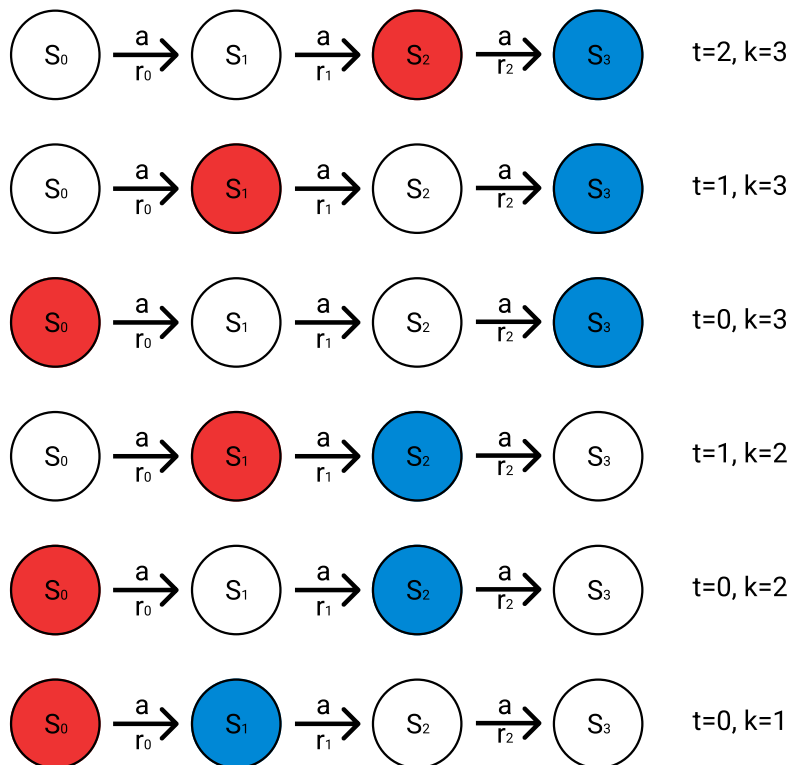 S₀ a r₀ S₁ a r₁ S₂ a r₂ S₃ t=2, k=3
S₀ a r₀ S₁ a r₁ S₂ a r₂ S₃ t=1, k=3
S₀ a r₀ S₁ a r₁ S₂ a r₂ S₃ t=0, k=3
S₀ a r₀ S₁ a r₁ S₂ a r₂ S₃ t=1, k=2
S₀ a r₀ S₁ a r₁ S₂ a r₂ S₃ t=0, k=2
S₀ a r₀ S₁ a r₁ S₂ a r₂ S₃ t=0, k=1